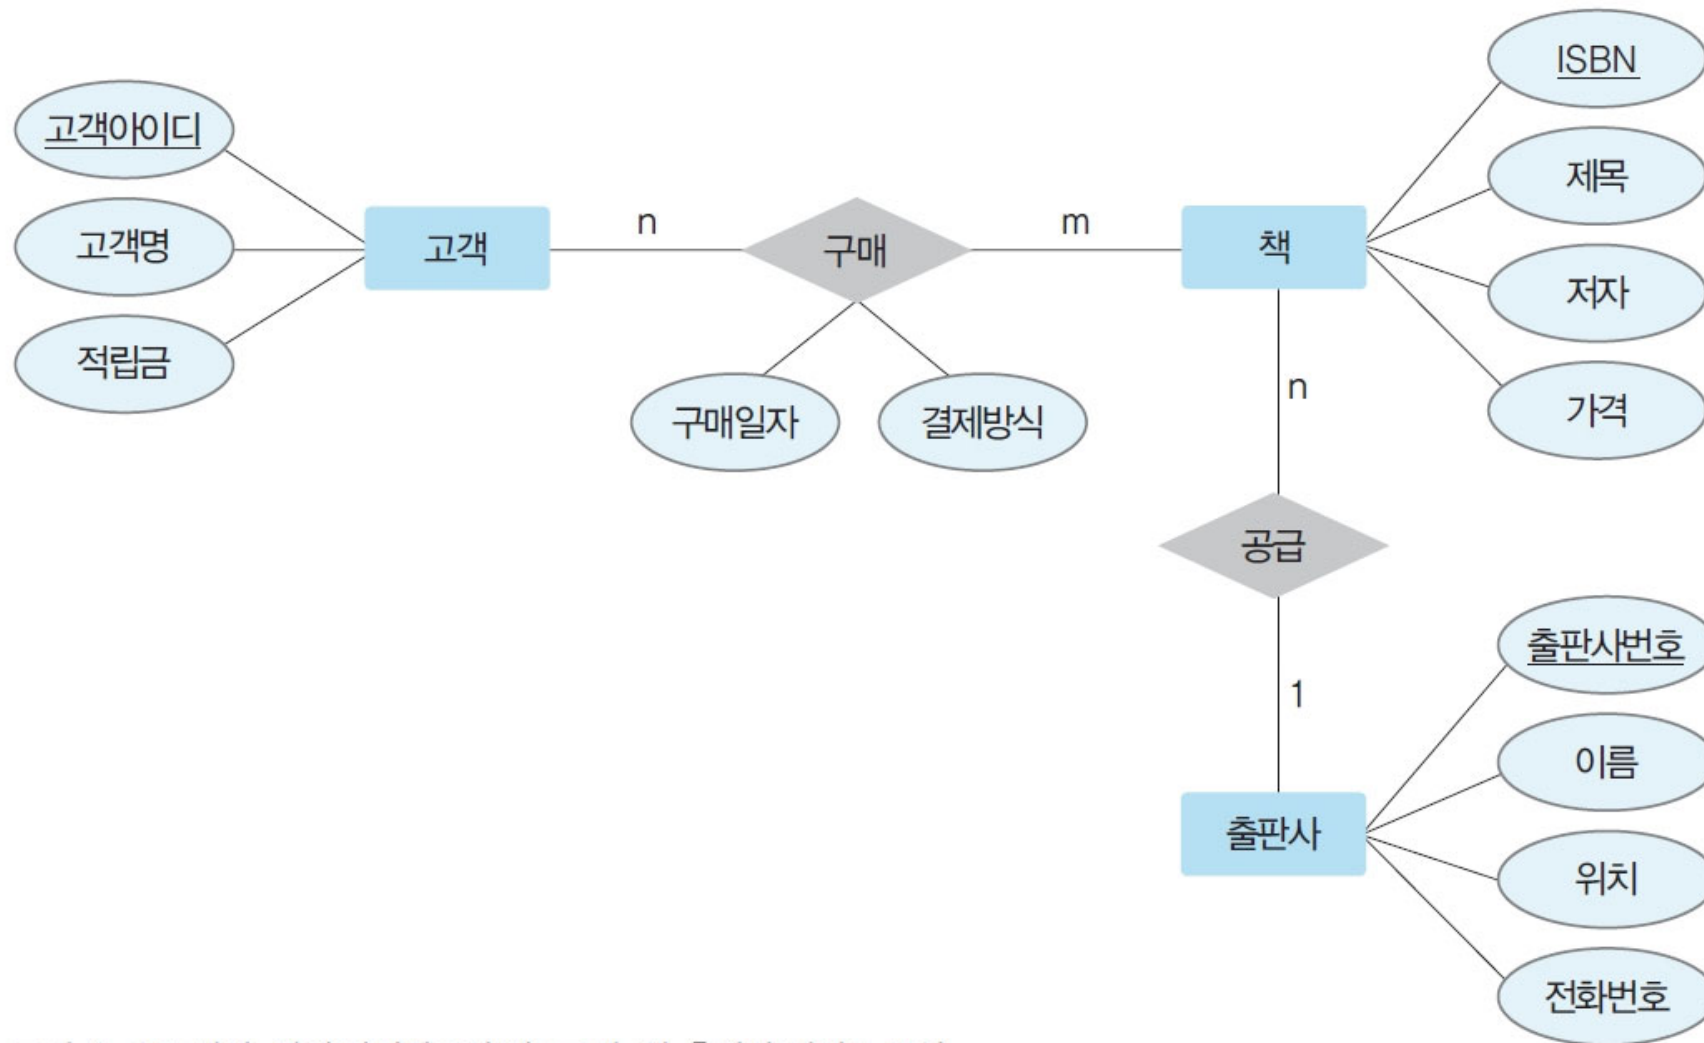 고객아이디
고객명
적립금
고객
n
구매
m
책
구매일자
결제방식
ISBN
제목
저자
가격
n
공급
1
출판사
출판사번호
이름
위치
전화번호